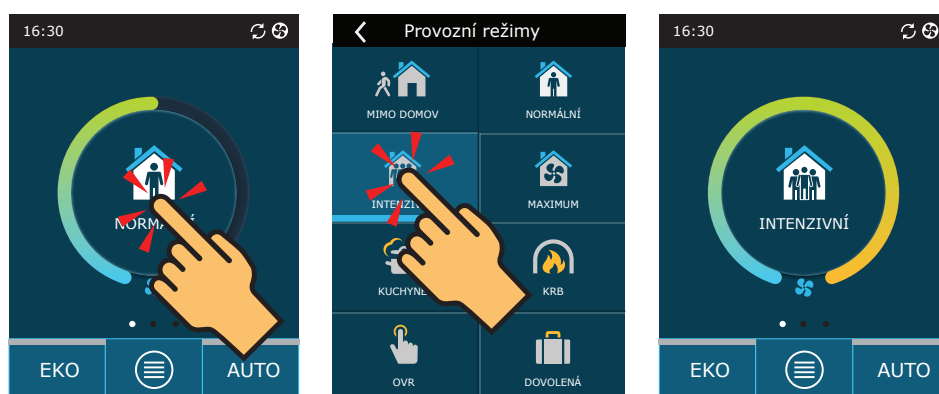 16:30
EKO
AUTO
Provozní režimy
MIMO DOMOV
NORMÁLNÍ
MAXIMUM
KRB
OVR
DOVOLENÁ
16:30
INTENZIVNÍ
EKO
AUTO